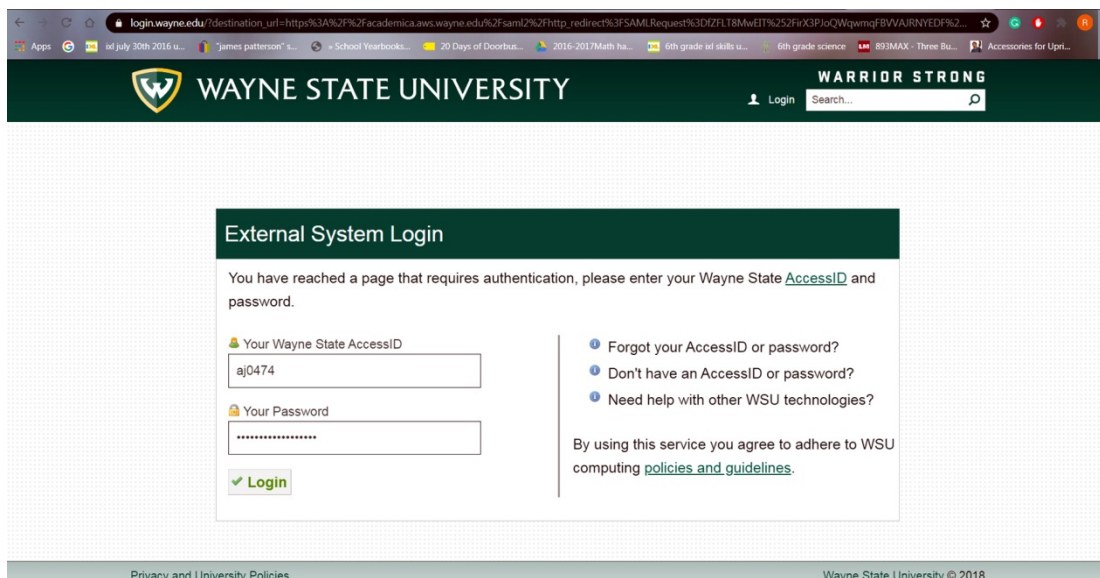 login.wayne.edu/?destination_url=https%3A%2F%2Facademica.aws.wayne.edu%2Fsaml2%2Fhttp_redirect%3FSAMLRequest%3DfZFLT8MwEIT%252FirX3PJoQWqwmqFBVVAJRNYEDF%2...
Apps
ixl july 30th 2016 u...
"james patterson" s...
» School Yearbooks...
20 Days of Doorbus...
2016-2017Math ha...
6th grade ixl skills u...
6th grade science
893MAX - Three Bu...
Accessories for Upri...
WAYNE STATE UNIVERSITY
WARRIOR STRONG
Login
Search...
External System Login
You have reached a page that requires authentication, please enter your Wayne State AccessID and
password.
Your Wayne State AccessID
aj0474
Your Password
••••••••••••••••••
Login
Forgot your AccessID or password?
Don't have an AccessID or password?
Need help with other WSU technologies?
By using this service you agree to adhere to WSU
computing policies and guidelines.
Privacy and University Policies
Wayne State University © 2018